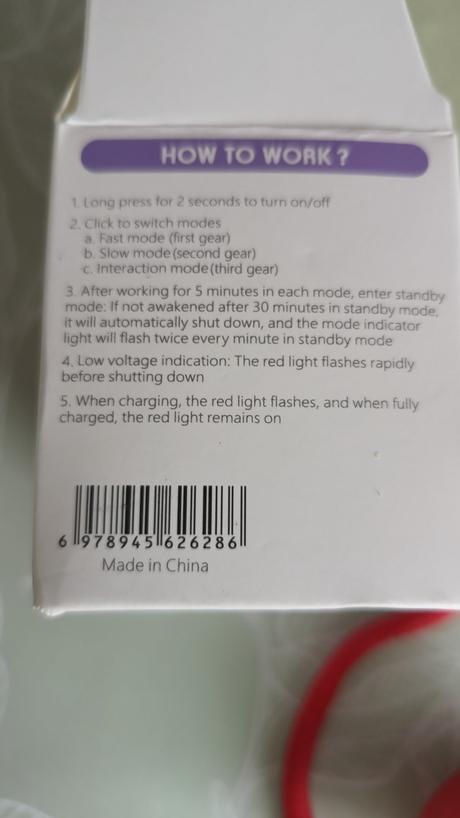 HOW TO WORK?
1. Long press for 2 seconds to turn on/off
2. Click to switch modes
a. Fast mode (first gear)
b. Slow mode(second gear)
c. Interaction mode(third gear)
3. After working for 5 minutes in each mode, enter standby
mode: If not awakened after 30 minutes in standby mode,
it will automatically shut down, and the mode indicator
light will flash twice every minute in standby mode
4. Low voltage indication: The red light flashes rapidly
before shutting down
5. When charging, the red light flashes, and when fully
charged, the red light remains on
6 978945 626286
Made in China